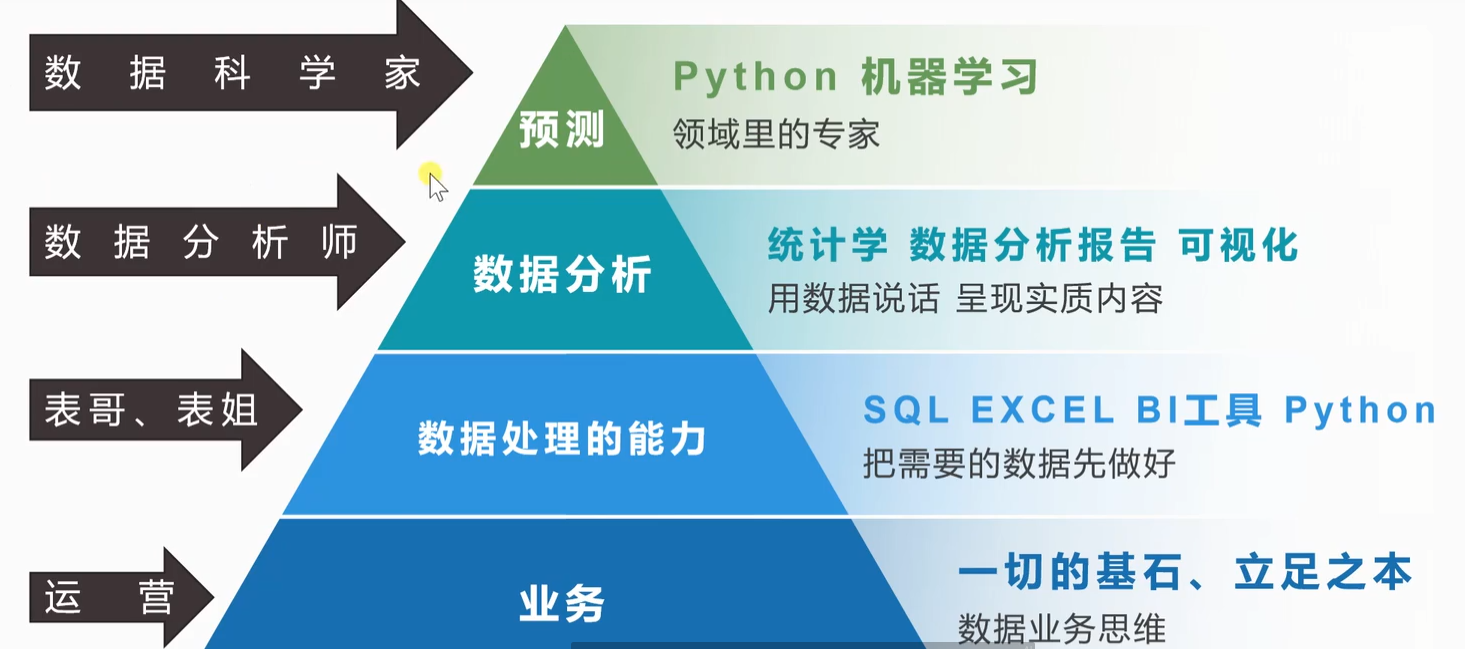 数据科学家
预测
Python 机器学习
领域里的专家
数据分析师
数据分析
统计学 数据分析报告 可视化
用数据说话 呈现实质内容
表哥、表姐
数据处理的能力
SQL EXCEL BI工具 Python
把需要的数据先做好
运营
业务
一切的基石、立足之本
数据业务思维